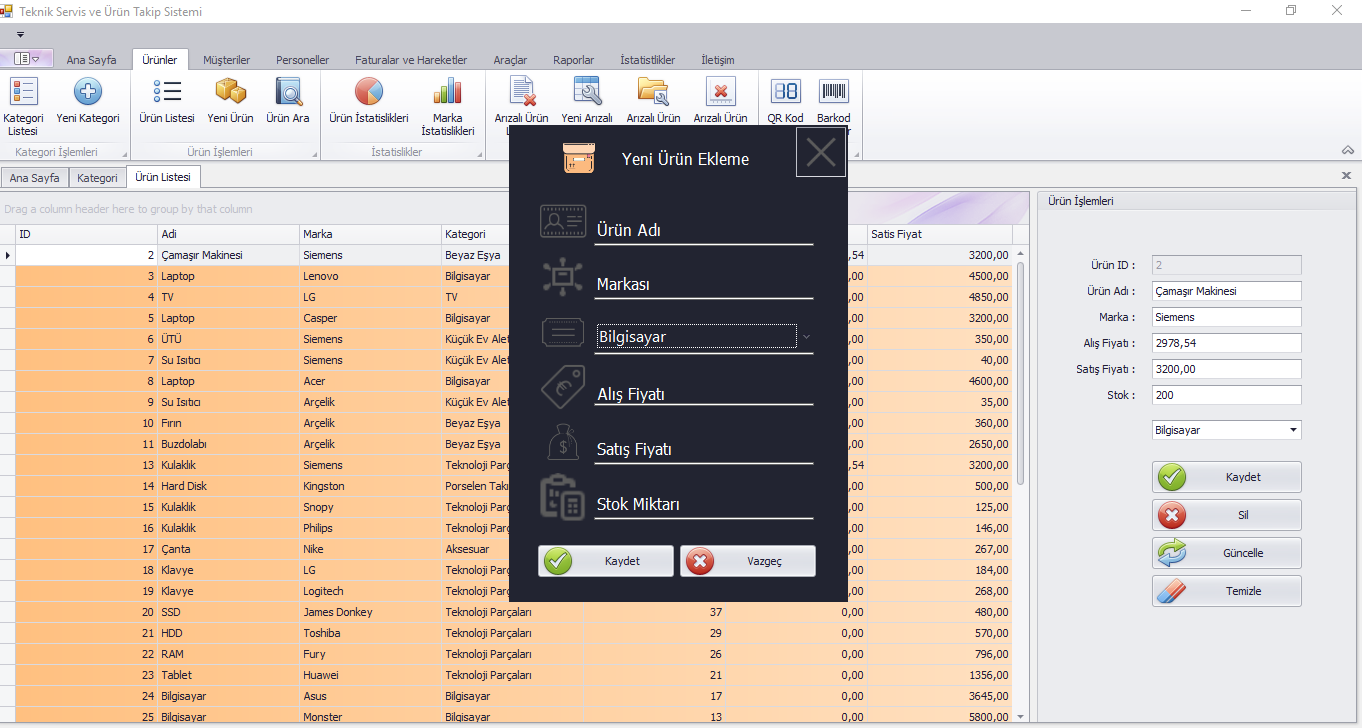 Teknik Servis ve Ürün Takip Sistemi
Ana Sayfa Ürünler Müşteriler Personeller Faturalar ve Hareketler Araçlar Raporlar İstatistlikler İletişim
Kategori Listesi Yeni Kategori Ürün Listesi Yeni Ürün Ürün Ara Ürün İstatistlikleri Marka İstatistlikleri Arızalı Ürün Yeni Arızalı Arızalı Ürün Arızalı Ürün QR Kod Barkod
Kategori İşlemleri Ürün İşlemleri İstatistlikler
Ana Sayfa Kategori Ürün Listesi
Drag a column header here to group by that column
ID Adi Marka Kategori Satis Fiyat
2 Çamaşır Makinesi Siemens Beyaz Eşya ,54 3200,00
3 Laptop Lenovo Bilgisayar ,00 4500,00
4 TV LG TV ,00 4850,00
5 Laptop Casper Bilgisayar ,00 3200,00
6 ÜTÜ Siemens Küçük Ev Alet ,00 350,00
7 Su Isıtıcı Siemens Küçük Ev Alet ,00 40,00
8 Laptop Acer Bilgisayar ,00 4600,00
9 Su Isıtıcı Arçelik Küçük Ev Alet ,00 35,00
10 Fırın Arçelik Beyaz Eşya ,00 360,00
11 Buzdolabı Arçelik Beyaz Eşya ,00 2650,00
13 Kulaklık Siemens Teknoloji Parç ,54 3200,00
14 Hard Disk Kingston Porselen Takı ,00 500,00
15 Kulaklık Snopy Teknoloji Parç ,00 125,00
16 Kulaklık Philips Teknoloji Parç ,00 146,00
17 Çanta Nike Aksesuar ,00 267,00
18 Klavye LG Teknoloji Parç ,00 184,00
19 Klavye Logitech Teknoloji Parç ,00 268,00
20 SSD James Donkey Teknoloji Parçaları 37 0,00 480,00
21 HDD Toshiba Teknoloji Parçaları 29 0,00 570,00
22 RAM Fury Teknoloji Parçaları 26 0,00 796,00
23 Tablet Huawei Teknoloji Parçaları 21 0,00 1356,00
24 Bilgisayar Asus Bilgisayar 17 0,00 3645,00
25 Bilgisayar Monster Bilgisayar 13 0,00 5800,00
Yeni Ürün Ekleme
Ürün Adı
Markası
Bilgisayar
Alış Fiyatı
Satış Fiyatı
Stok Miktarı
Kaydet Vazgeç
Ürün İşlemleri
Ürün ID : 2
Ürün Adı : Çamaşır Makinesi
Marka : Siemens
Alış Fiyatı : 2978,54
Satış Fiyatı : 3200,00
Stok : 200
Bilgisayar
Kaydet
Sil
Güncelle
Temizle